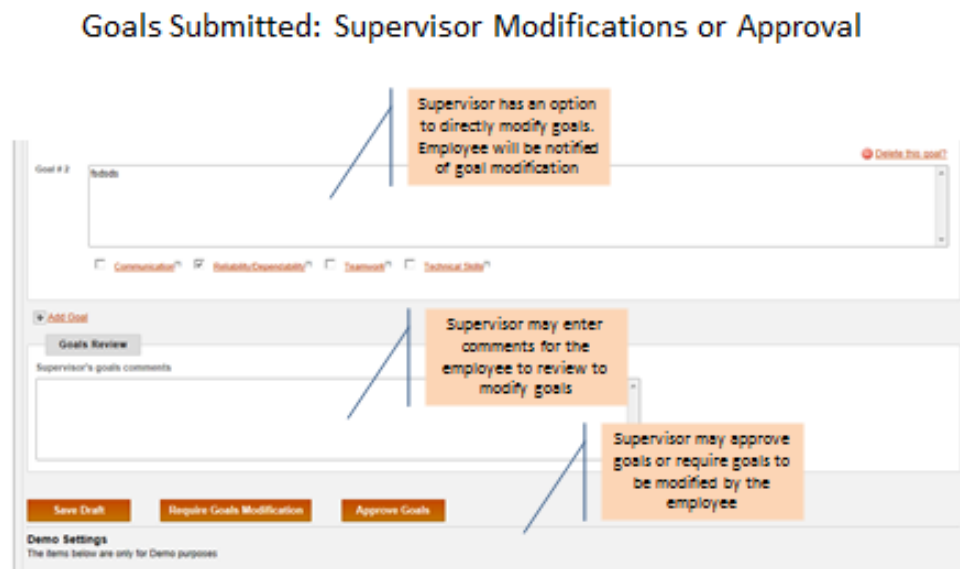 Goals Submitted: Supervisor Modifications or Approval
Supervisor has an option
to directly modify goals.
Employee will be notified
of goal modification
Delete this goal?
Goal # 2
fsdsds
Communication
Reliability/Dependability
Teamwork
Technical Skills
Add Goal
Goals Review
Supervisor may enter
comments for the
employee to review to
modify goals
Supervisor's goals comments
Supervisor may approve
goals or require goals to
be modified by the
employee
Save Draft
Require Goals Modification
Approve Goals
Demo Settings
The items below are only for Demo purposes